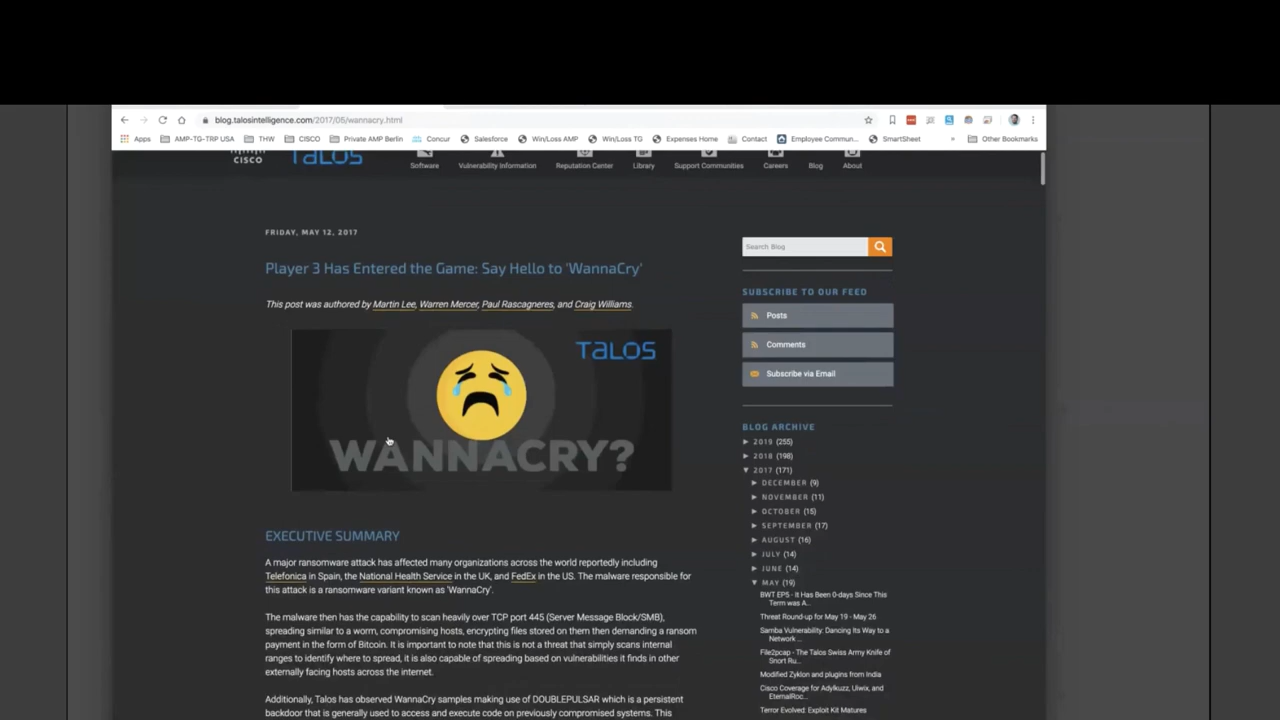 blog.talosintelligence.com/2017/05/wannacry.html
Apps AMP-TG-TRP USA THW CISCO Private AMP Berlin Concur Salesforce Win/Loss AMP Win/Loss TG Expenses Home Contact Employee Commun... SmartSheet » Other Bookmarks
CISCO TALOS Software Vulnerability Information Reputation Center Library Support Communities Careers Blog About
FRIDAY, MAY 12, 2017
Player 3 Has Entered the Game: Say Hello to 'WannaCry'
This post was authored by Martin Lee, Warren Mercer, Paul Rascagneres, and Craig Williams.
TALOS
WANNACRY?
EXECUTIVE SUMMARY
A major ransomware attack has affected many organizations across the world reportedly including
Telefonica in Spain, the National Health Service in the UK, and FedEx in the US. The malware responsible for
this attack is a ransomware variant known as 'WannaCry'.
The malware then has the capability to scan heavily over TCP port 445 (Server Message Block/SMB),
spreading similar to a worm, compromising hosts, encrypting files stored on them then demanding a ransom
payment in the form of Bitcoin. It is important to note that this is not a threat that simply scans internal
ranges to identify where to spread, it is also capable of spreading based on vulnerabilities it finds in other
externally facing hosts across the internet.
Additionally, Talos has observed WannaCry samples making use of DOUBLEPULSAR which is a persistent
backdoor that is generally used to access and execute code on previously compromised systems. This
Search Blog
SUBSCRIBE TO OUR FEED
Posts
Comments
Subscribe via Email
BLOG ARCHIVE
► 2019 (255)
► 2018 (198)
▼ 2017 (171)
► DECEMBER (9)
► NOVEMBER (11)
► OCTOBER (15)
► SEPTEMBER (17)
► AUGUST (16)
► JULY (14)
► JUNE (14)
▼ MAY (19)
BWT EP5 - It Has Been 0-days Since This
Term was A...
Threat Round-up for May 19 - May 26
Samba Vulnerability: Dancing Its Way to a
Network ...
File2pcap - The Talos Swiss Army Knife of
Snort Ru...
Modified Zyklon and plugins from India
Cisco Coverage for Adylkuzz, Uiwix, and
EternalRoc...
Terror Evolved: Exploit Kit Matures